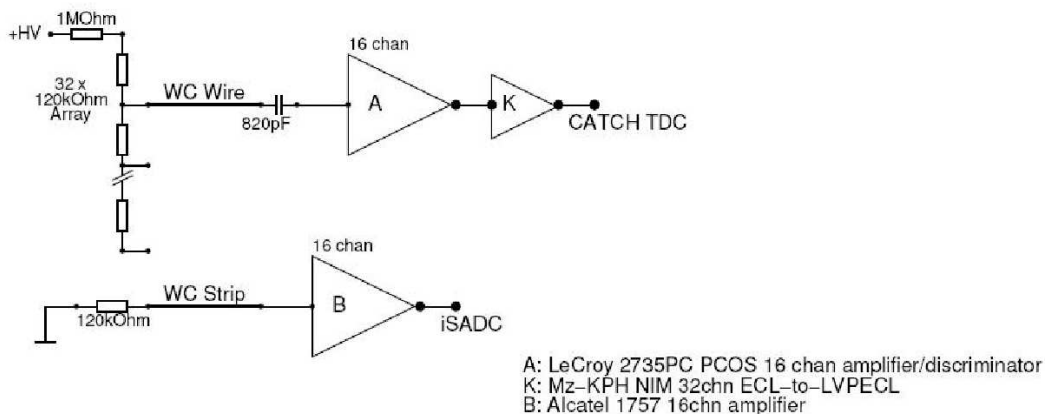 1MOhm
+HV
16 chan
32 x
120kOhm
Array
WC Wire
A
K
820pF
CATCH TDC
16 chan
WC Strip
B
120kOhm
iSADC
A: LeCroy 2735PC PCOS 16 chan amplifier/discriminator
K: Mz-KPH NIM 32chn ECL-to-LVPECL
B: Alcatel 1757 16chn amplifier